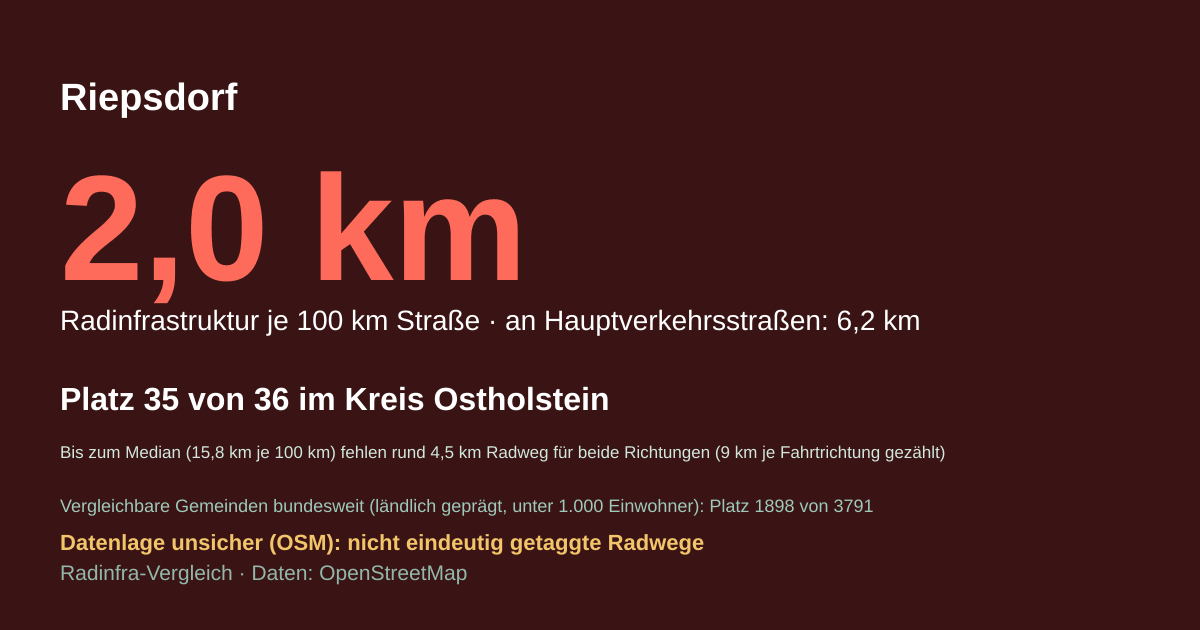 Riepsdorf
2,0 km
Radinfrastruktur je 100 km Straße · an Hauptverkehrsstraßen: 6,2 km
Platz 35 von 36 im Kreis Ostholstein
Bis zum Median (15,8 km je 100 km) fehlen rund 4,5 km Radweg für beide Richtungen (9 km je Fahrtrichtung gezählt)
Vergleichbare Gemeinden bundesweit (ländlich geprägt, unter 1.000 Einwohner): Platz 1898 von 3791
Datenlage unsicher (OSM): nicht eindeutig getaggte Radwege
Radinfra-Vergleich · Daten: OpenStreetMap